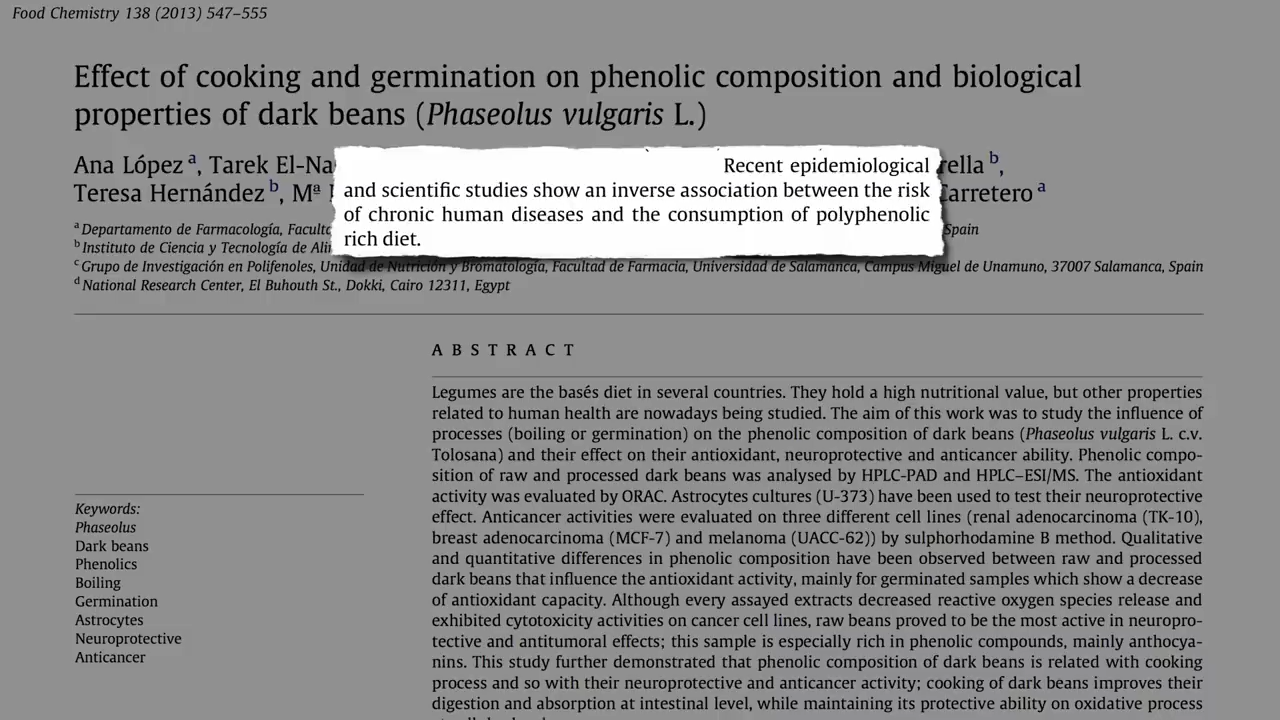 Food Chemistry 138 (2013) 547–555
Effect of cooking and germination on phenolic composition and biological
properties of dark beans (Phaseolus vulgaris L.)
Ana López a, Tarek El-Na rella b,
Teresa Hernández b, Mª Carretero a
Recent epidemiological
and scientific studies show an inverse association between the risk
of chronic human diseases and the consumption of polyphenolic
rich diet.
a Departamento de Farmacología, Spain
b Instituto de Ciencia y Tecnología de
c Grupo de Investigación en Polifenoles, Unidad de Nutrición y Bromatología, Facultad de Farmacia, Universidad de Salamanca, Campus Miguel de Unamuno, 37007 Salamanca, Spain
d National Research Center, El Buhouth St., Dokki, Cairo 12311, Egypt
ABSTRACT
Legumes are the basés diet in several countries. They hold a high nutritional value, but other properties
related to human health are nowadays being studied. The aim of this work was to study the influence of
processes (boiling or germination) on the phenolic composition of dark beans (Phaseolus vulgaris L. c.v.
Tolosana) and their effect on their antioxidant, neuroprotective and anticancer ability. Phenolic compo-
sition of raw and processed dark beans was analysed by HPLC-PAD and HPLC–ESI/MS. The antioxidant
activity was evaluated by ORAC. Astrocytes cultures (U-373) have been used to test their neuroprotective
effect. Anticancer activities were evaluated on three different cell lines (renal adenocarcinoma (TK-10),
breast adenocarcinoma (MCF-7) and melanoma (UACC-62)) by sulphorhodamine B method. Qualitative
and quantitative differences in phenolic composition have been observed between raw and processed
dark beans that influence the antioxidant activity, mainly for germinated samples which show a decrease
of antioxidant capacity. Although every assayed extracts decreased reactive oxygen species release and
exhibited cytotoxicity activities on cancer cell lines, raw beans proved to be the most active in neuropro-
tective and antitumoral effects; this sample is especially rich in phenolic compounds, mainly anthocya-
nins. This study further demonstrated that phenolic composition of dark beans is related with cooking
process and so with their neuroprotective and anticancer activity; cooking of dark beans improves their
digestion and absorption at intestinal level, while maintaining its protective ability on oxidative process
Keywords:
Phaseolus
Dark beans
Phenolics
Boiling
Germination
Astrocytes
Neuroprotective
Anticancer